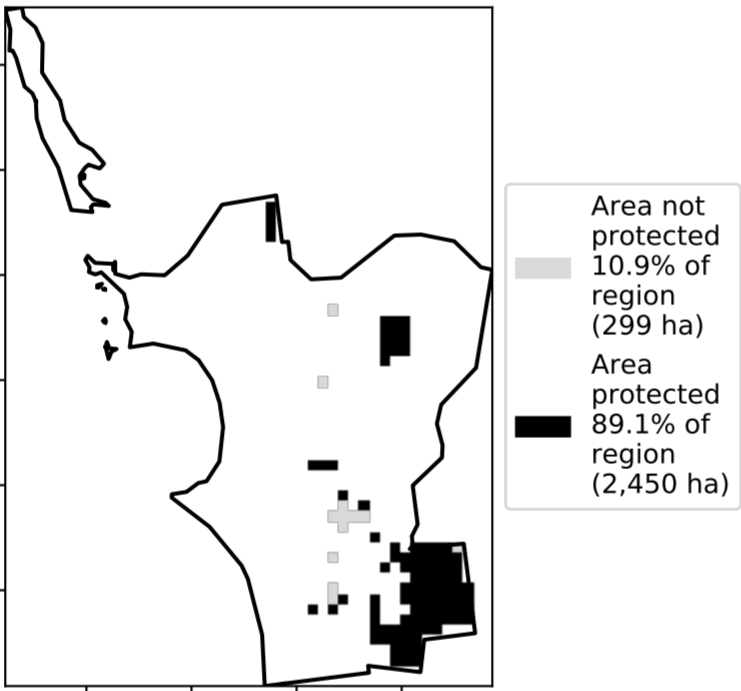 Area not
protected
10.9% of
region
(299 ha)
Area
protected
89.1% of
region
(2,450 ha)